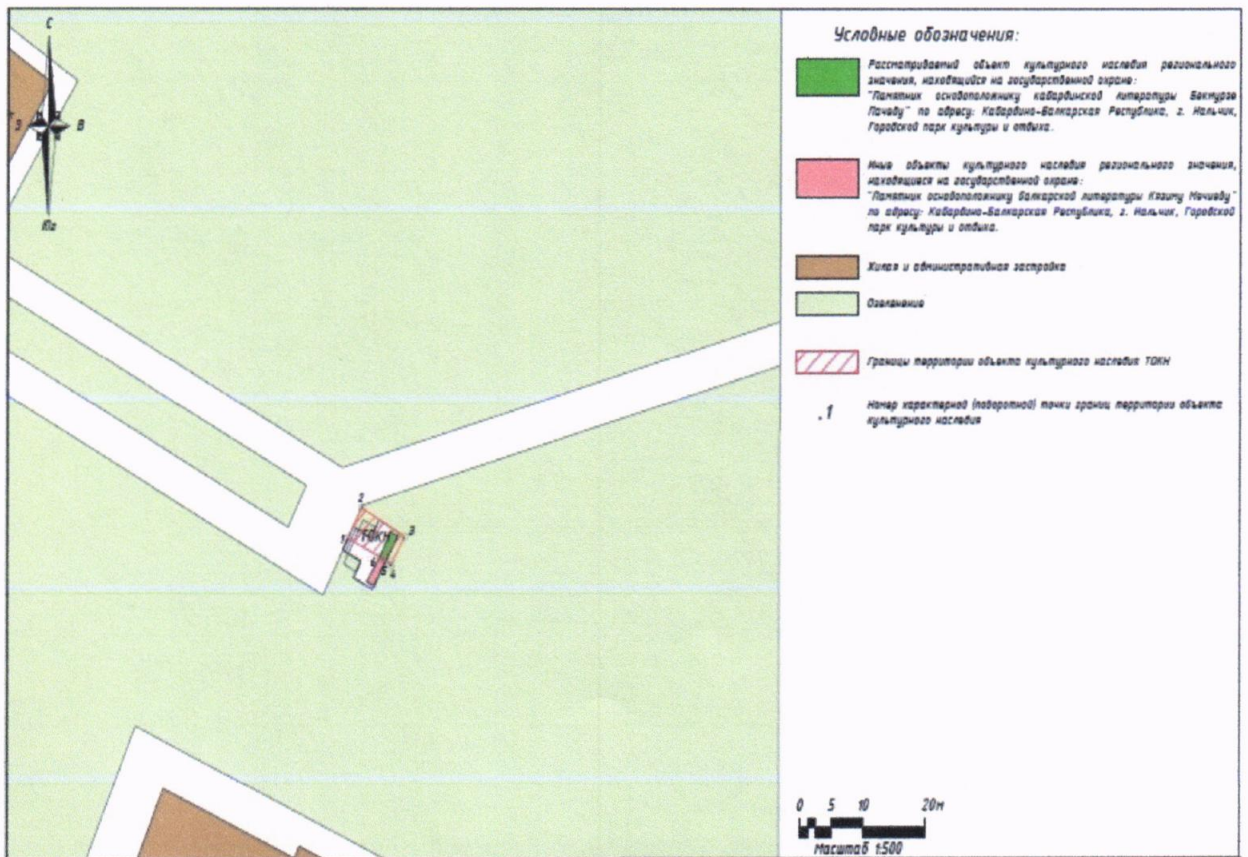 С
З
В
Юг
2
3
1
ТОКН
6
5
4
Условные обозначения:
Рассматриваемый объект культурного наследия регионального
значения, находящийся на государственной охране:
"Памятник основоположнику кабардинской литературы Бекмурзе
Пачеву" по адресу: Кабардино-Балкарская Республика, г. Нальчик,
Городской парк культуры и отдыха.
Иные объекты культурного наследия регионального значения,
находящиеся на государственной охране:
"Памятник основоположнику балкарской литературы Кязиму Мечиеву"
по адресу: Кабардино-Балкарская Республика, г. Нальчик, Городской
парк культуры и отдыха.
Жилая и административная застройка
Озеленение
Границы территории объекта культурного наследия ТОКН
.1
Номер характерной (поворотной) точки границ территории объекта
культурного наследия
0 5 10 20м
Масштаб 1:500